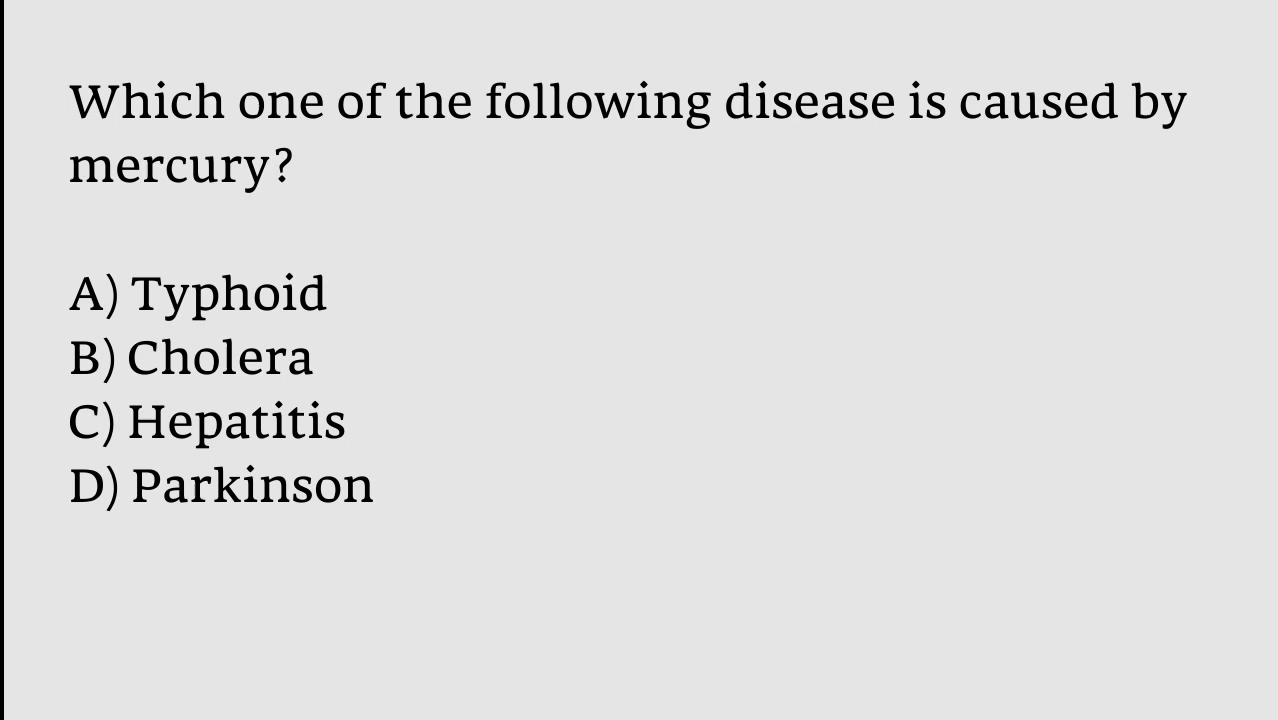 Which one of the following disease is caused by
mercury?
A) Typhoid
B) Cholera
C) Hepatitis
D) Parkinson